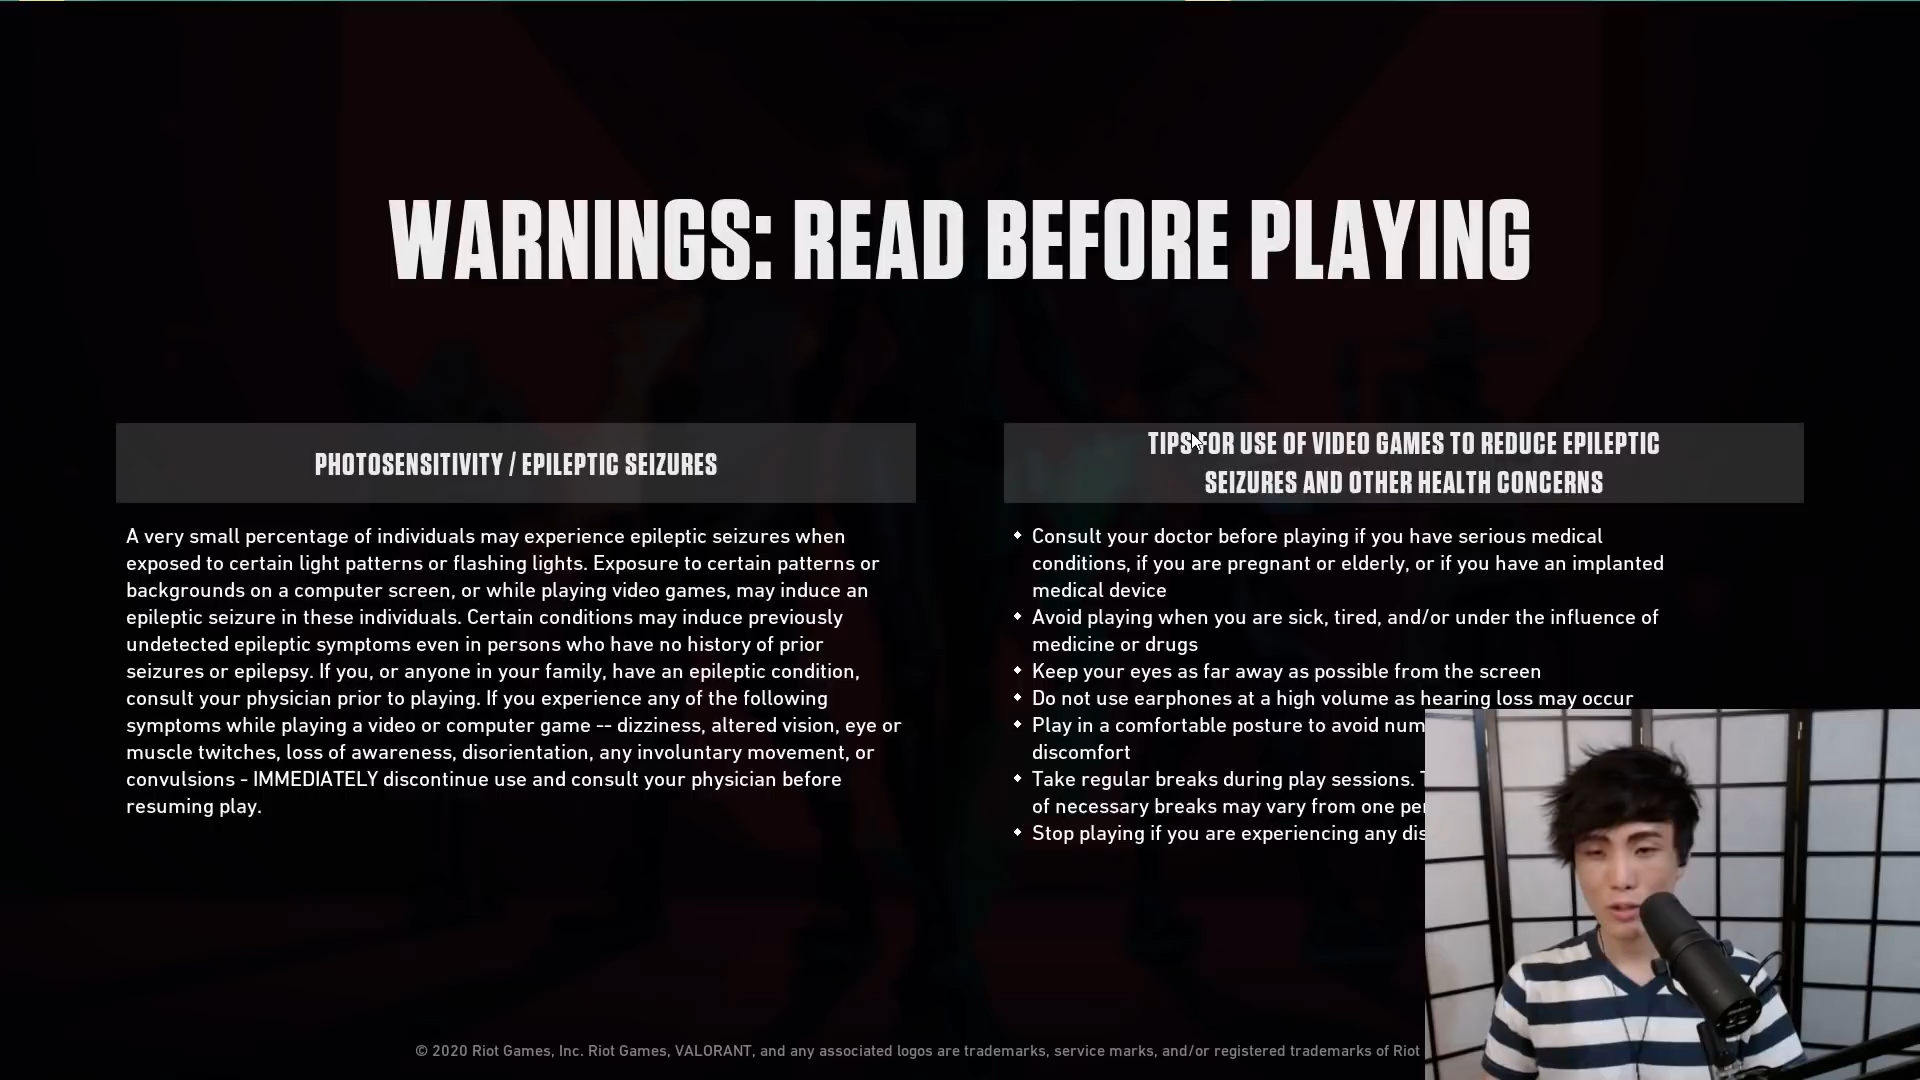 WARNINGS: READ BEFORE PLAYING
PHOTOSENSITIVITY / EPILEPTIC SEIZURES
A very small percentage of individuals may experience epileptic seizures when
exposed to certain light patterns or flashing lights. Exposure to certain patterns or
backgrounds on a computer screen, or while playing video games, may induce an
epileptic seizure in these individuals. Certain conditions may induce previously
undetected epileptic symptoms even in persons who have no history of prior
seizures or epilepsy. If you, or anyone in your family, have an epileptic condition,
consult your physician prior to playing. If you experience any of the following
symptoms while playing a video or computer game -- dizziness, altered vision, eye or
muscle twitches, loss of awareness, disorientation, any involuntary movement, or
convulsions - IMMEDIATELY discontinue use and consult your physician before
resuming play.
TIPS FOR USE OF VIDEO GAMES TO REDUCE EPILEPTIC
SEIZURES AND OTHER HEALTH CONCERNS
Consult your doctor before playing if you have serious medical
conditions, if you are pregnant or elderly, or if you have an implanted
medical device
Avoid playing when you are sick, tired, and/or under the influence of
medicine or drugs
Keep your eyes as far away as possible from the screen
Do not use earphones at a high volume as hearing loss may occur
Play in a comfortable posture to avoid
discomfort
Take regular breaks during play sessions.
of necessary breaks may vary from one
Stop playing if you are experiencing any
© 2020 Riot Games, Inc. Riot Games, VALORANT, and any associated logos are trademarks, service marks, and/or registered trademarks of Riot